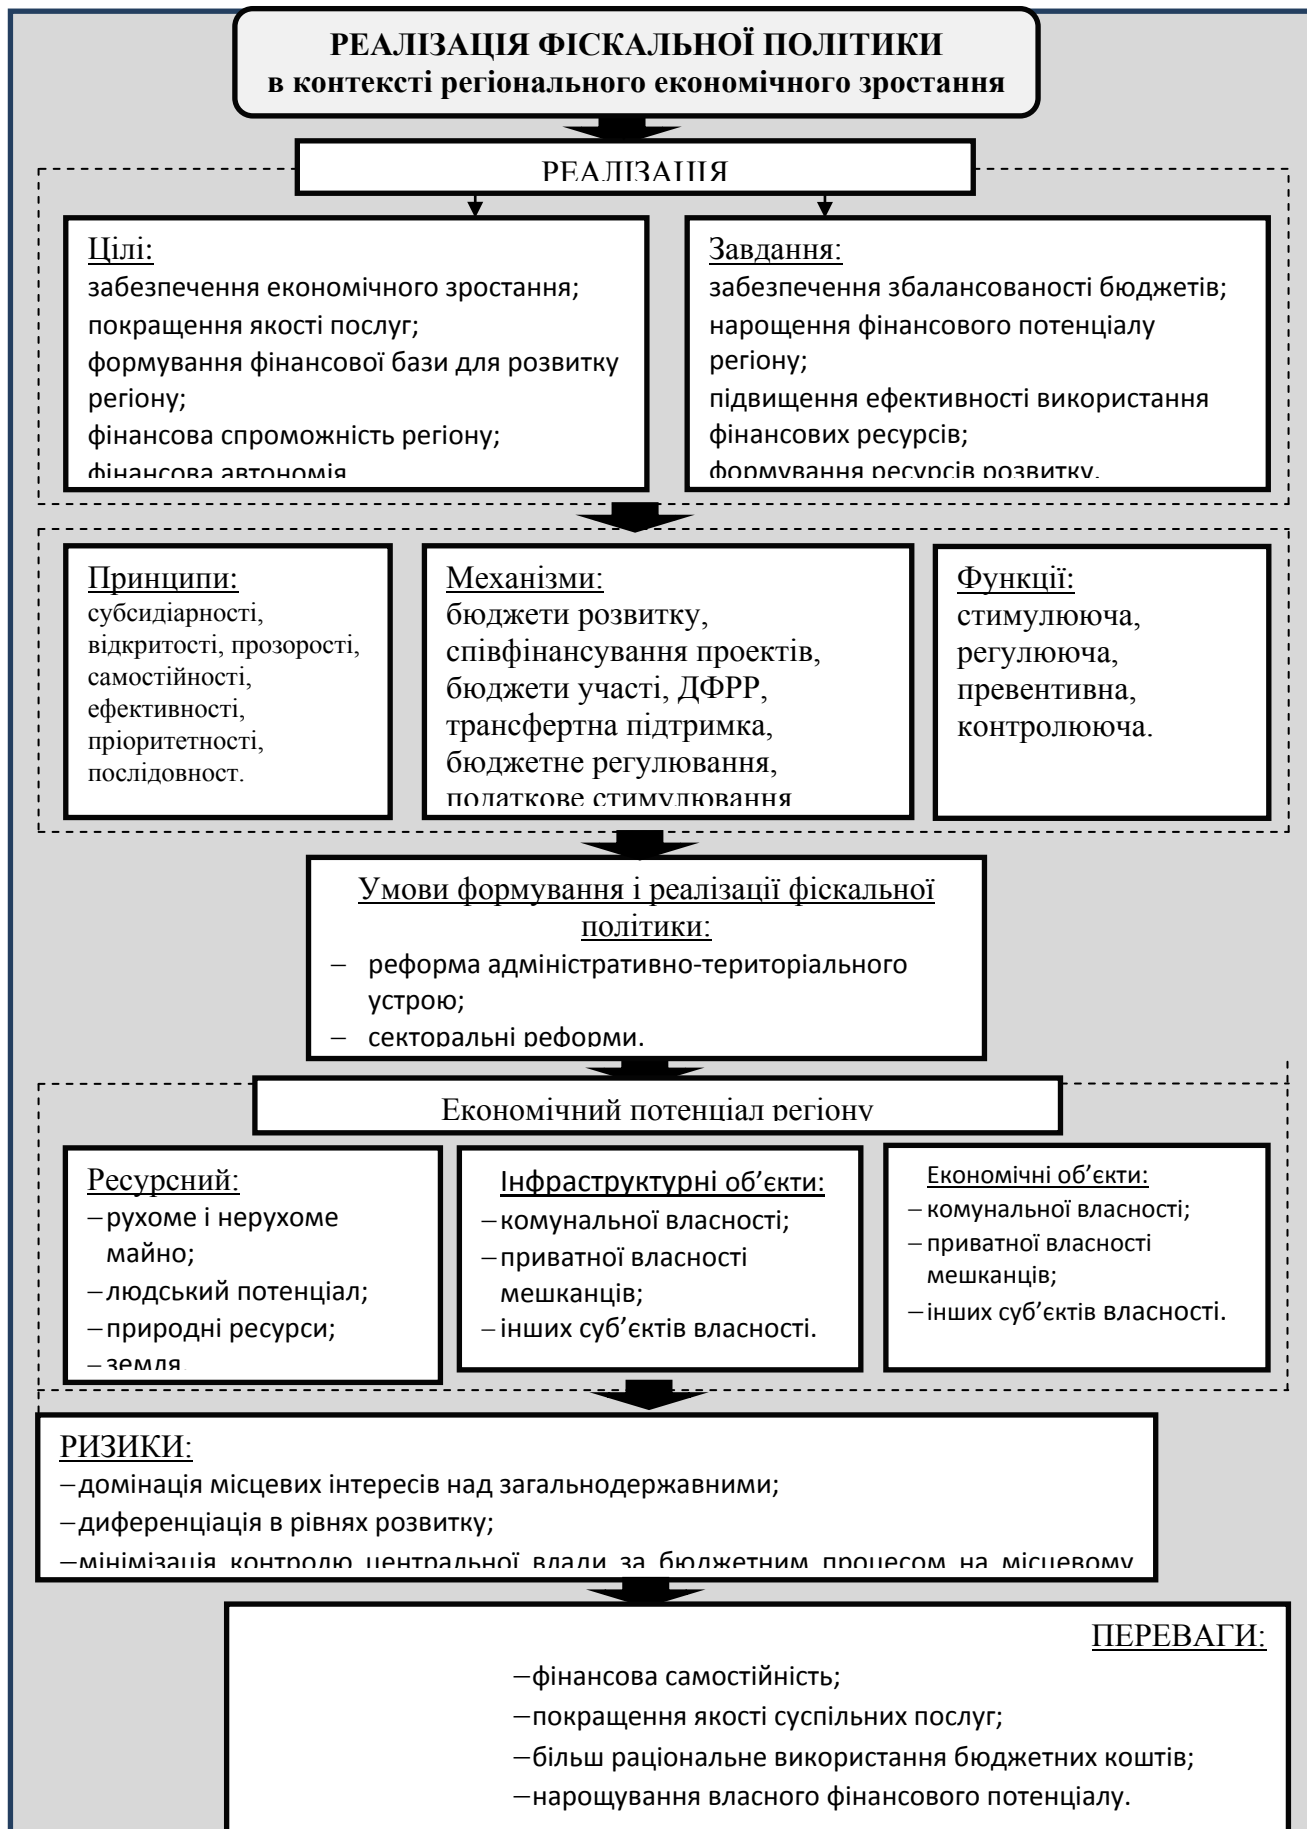 РЕАЛІЗАЦІЯ ФІСКАЛЬНОЇ ПОЛІТИКИ
в контексті регіонального економічного зростання
РЕАЛІЗАЦІЯ
Цілі:
забезпечення економічного зростання;
покращення якості послуг;
формування фінансової бази для розвитку
регіону;
фінансова спроможність регіону;
фінансова автономія
Завдання:
забезпечення збалансованості бюджетів;
нарощення фінансового потенціалу
регіону;
підвищення ефективності використання
фінансових ресурсів;
формування ресурсів розвитку.
Принципи:
субсидіарності,
відкритості, прозорості,
самостійності,
ефективності,
пріоритетності,
послідовност.
Механізми:
бюджети розвитку,
співфінансування проектів,
бюджети участі, ДФРР,
трансфертна підтримка,
бюджетне регулювання,
податкове стимулювання
Функції:
стимулююча,
регулююча,
превентивна,
контролююча.
Умови формування і реалізації фіскальної
політики:
– реформа адміністративно-територіального
устрою;
– секторальні реформи.
Економічний потенціал регіону
Ресурсний:
– рухоме і нерухоме
майно;
– людський потенціал;
– природні ресурси;
– земля.
Інфраструктурні об’єкти:
– комунальної власності;
– приватної власності
мешканців;
– інших суб’єктів власності.
Економічні об’єкти:
– комунальної власності;
– приватної власності
мешканців;
– інших суб’єктів власності.
РИЗИКИ:
– домінація місцевих інтересів над загальнодержавними;
– диференціація в рівнях розвитку;
– мінімізація контролю центральної влади за бюджетним процесом на місцевому
ПЕРЕВАГИ:
– фінансова самостійність;
– покращення якості суспільних послуг;
– більш раціональне використання бюджетних коштів;
– нарощування власного фінансового потенціалу.